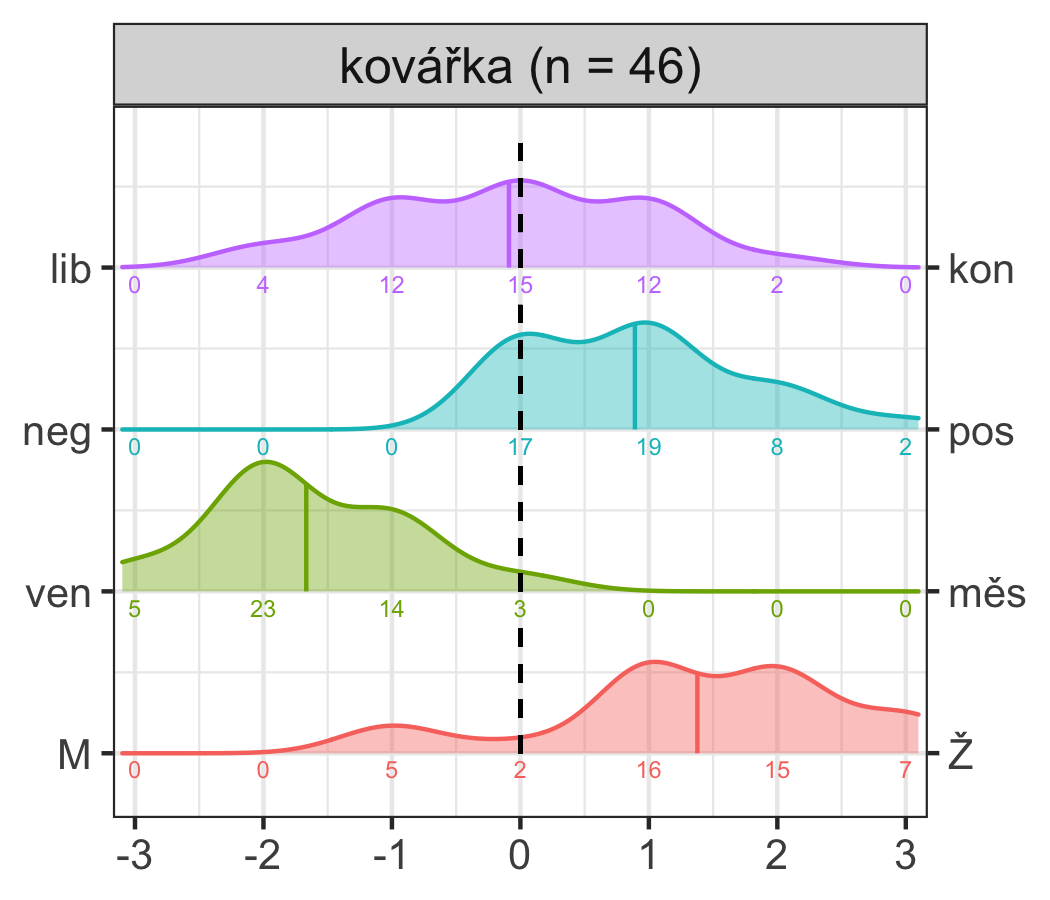 kovářka (n = 46)
lib kon
0 4 12 15 12 2 0
neg pos
0 0 0 17 19 8 2
ven měs
5 23 14 3 0 0 0
M Ž
0 0 5 2 16 15 7
-3 -2 -1 0 1 2 3